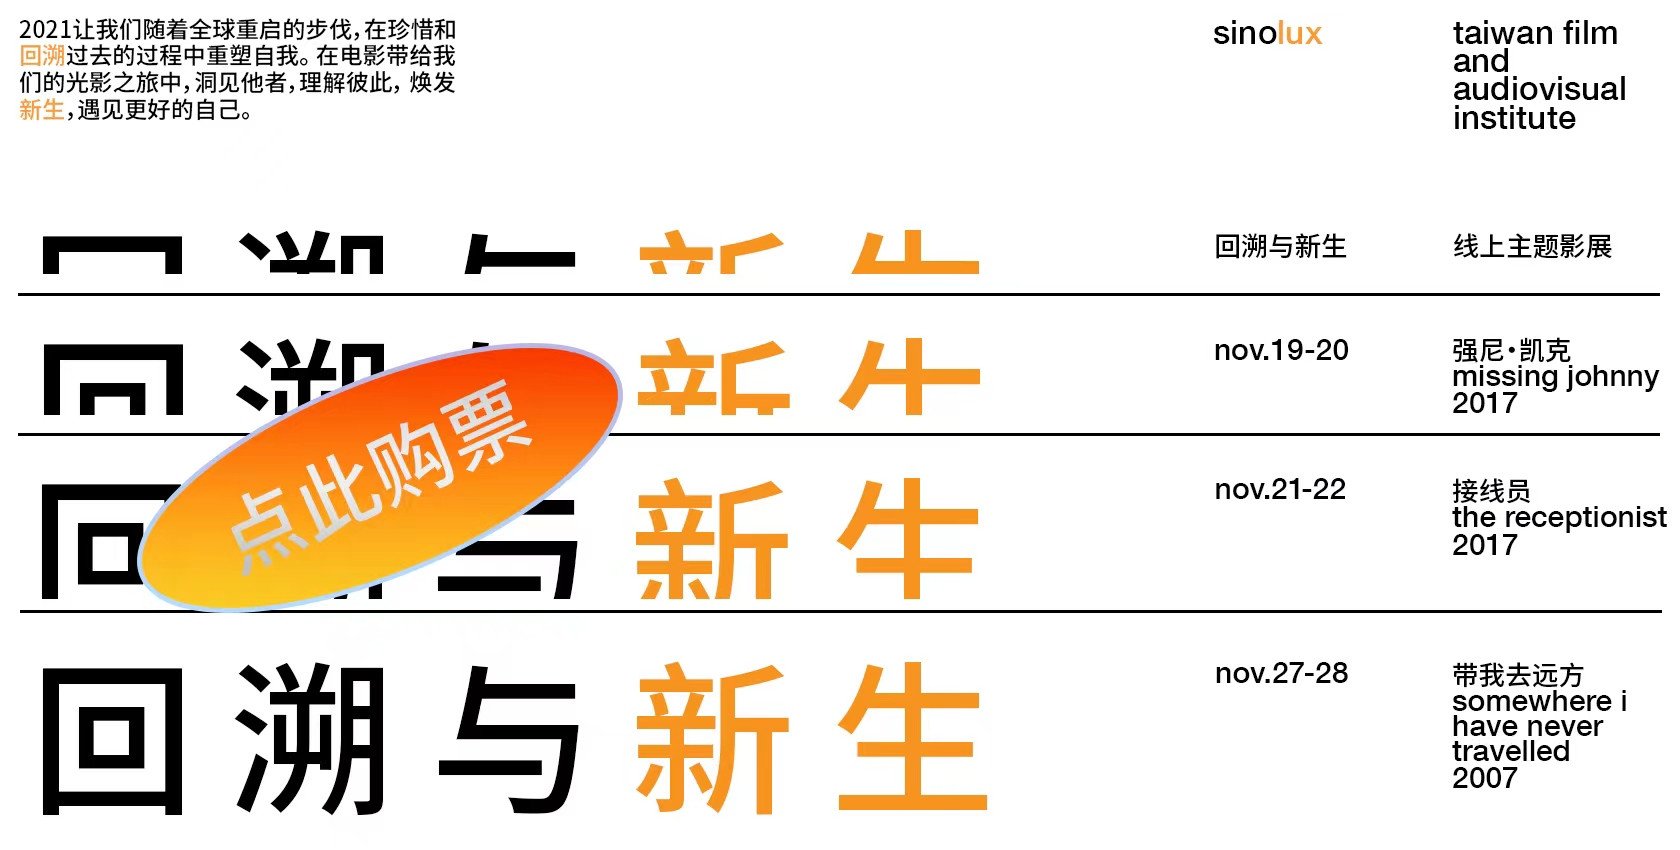 2021让我们随着全球重启的步伐，在珍惜和
回溯过去的过程中重塑自我。在电影带给我
们的光影之旅中，洞见他者，理解彼此，焕发
新生，遇见更好的自己。
sinolux
taiwan film
and
audiovisual
institute
回溯与新生
回溯与新生
线上主题影展
回溯与新生
nov.19-20
强尼·凯克
missing johnny
2017
点此购票
回溯与新生
nov.21-22
接线员
the receptionist
2017
回溯与新生
nov.27-28
带我去远方
somewhere i
have never
travelled
2007